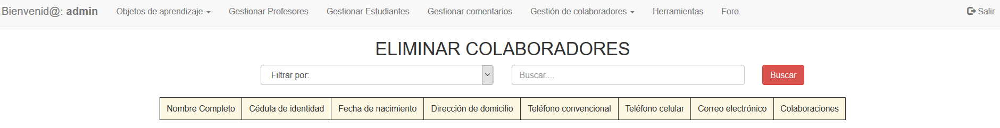 Bienvenid@: admin Objetos de aprendizaje Gestionar Profesores Gestionar Estudiantes Gestionar comentarios Gestión de colaboradores Herramientas Foro Salir
ELIMINAR COLABORADORES
Filtrar por: Buscar.... Buscar
Nombre Completo Cédula de identidad Fecha de nacimiento Dirección de domicilio Teléfono convencional Teléfono celular Correo electrónico Colaboraciones